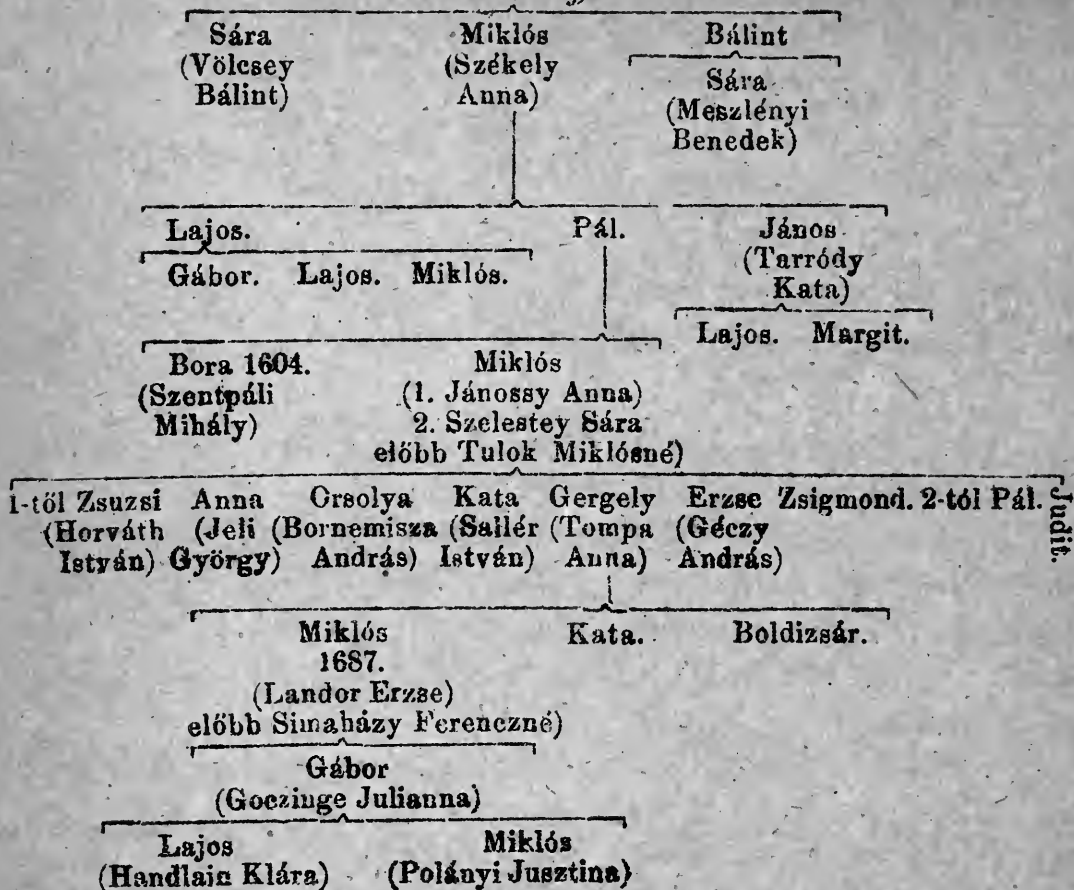 Sára Miklós Bálint
(Völcsey (Székely
Bálint) Anna) Sára
(Meszlényi
Benedek)
Lajos. Pál. János
Gábor. Lajos. Miklós. (Tarródy
Kata)
Lajos. Margit.
Bora 1604. Miklós
(Szentpáli (1. Jánossy Anna)
Mihály) 2. Szelestey Sára
előbb Tulok Miklósné)
1-től Zsuzsi Anna Orsolya Kata Gergely Erzse Zsigmond. 2-tól Pál. Judit.
(Horváth (Jeli (Bornemisza (Sallér (Tompa (Géczy
István) György) András) István) Anna) András)
Miklós Kata. Boldizsár.
1687.
(Landor Erzse)
előbb Simaházy Ferenczné)
Gábor
(Goczinge Julianna)
Lajos Miklós
(Handlain Klára) (Polányi Jusztina)